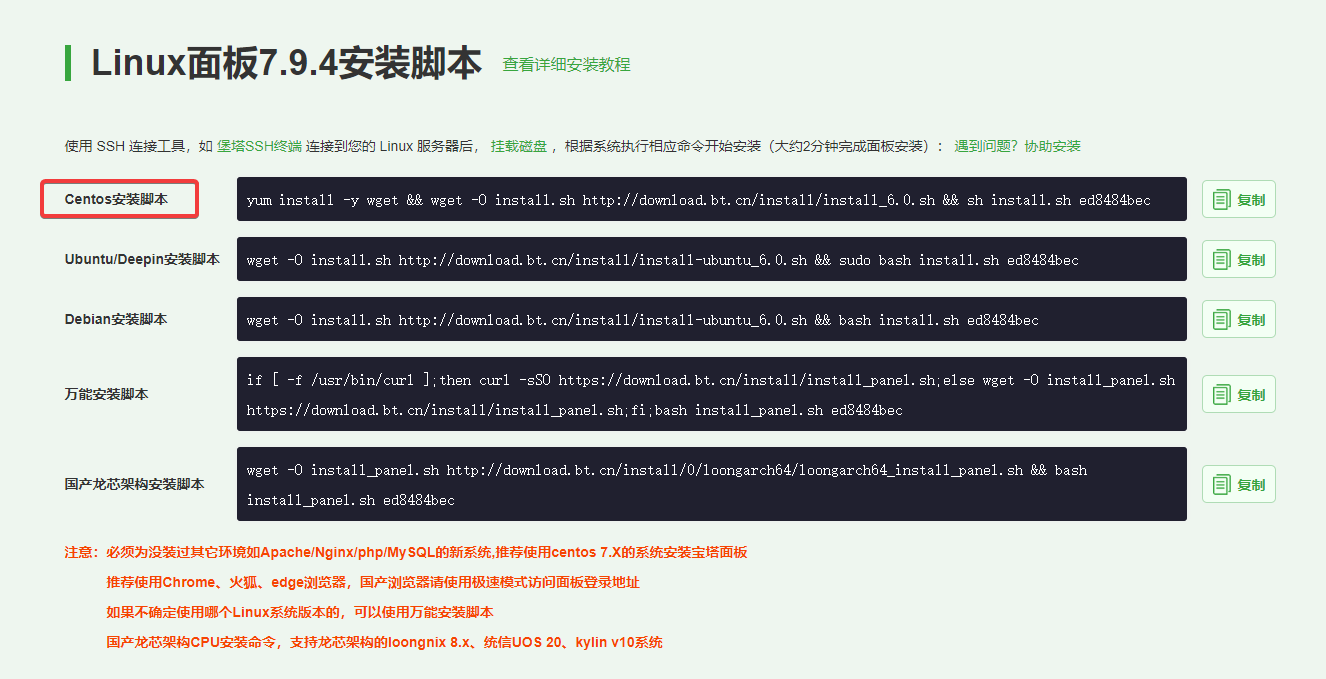 Linux面板7.9.4安装脚本 查看详细安装教程
使用 SSH 连接工具，如 堡塔SSH终端 连接到您的 Linux 服务器后， 挂载磁盘 ，根据系统执行相应命令开始安装（大约2分钟完成面板安装）： 遇到问题？协助安装
Centos安装脚本
yum install -y wget && wget -O install.sh http://download.bt.cn/install/install_6.0.sh && sh install.sh ed8484bec
复制
Ubuntu/Deepin安装脚本
wget -O install.sh http://download.bt.cn/install/install-ubuntu_6.0.sh && sudo bash install.sh ed8484bec
复制
Debian安装脚本
wget -O install.sh http://download.bt.cn/install/install-ubuntu_6.0.sh && bash install.sh ed8484bec
复制
万能安装脚本
if [ -f /usr/bin/curl ];then curl -sSO https://download.bt.cn/install/install_panel.sh;else wget -O install_panel.sh
https://download.bt.cn/install/install_panel.sh;fi;bash install_panel.sh ed8484bec
复制
国产龙芯架构安装脚本
wget -O install_panel.sh http://download.bt.cn/install/0/loongarch64/loongarch64_install_panel.sh && bash
install_panel.sh ed8484bec
复制
注意：必须为没装过其它环境如Apache/Nginx/php/MySQL的新系统,推荐使用centos 7.X的系统安装宝塔面板
推荐使用Chrome、火狐、edge浏览器，国产浏览器请使用极速模式访问面板登录地址
如果不确定使用哪个Linux系统版本的，可以使用万能安装脚本
国产龙芯架构CPU安装命令，支持龙芯架构的loongnix 8.x、统信UOS 20、kylin v10系统